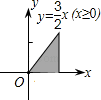 y
y=3/2x (x≥0)
x
O